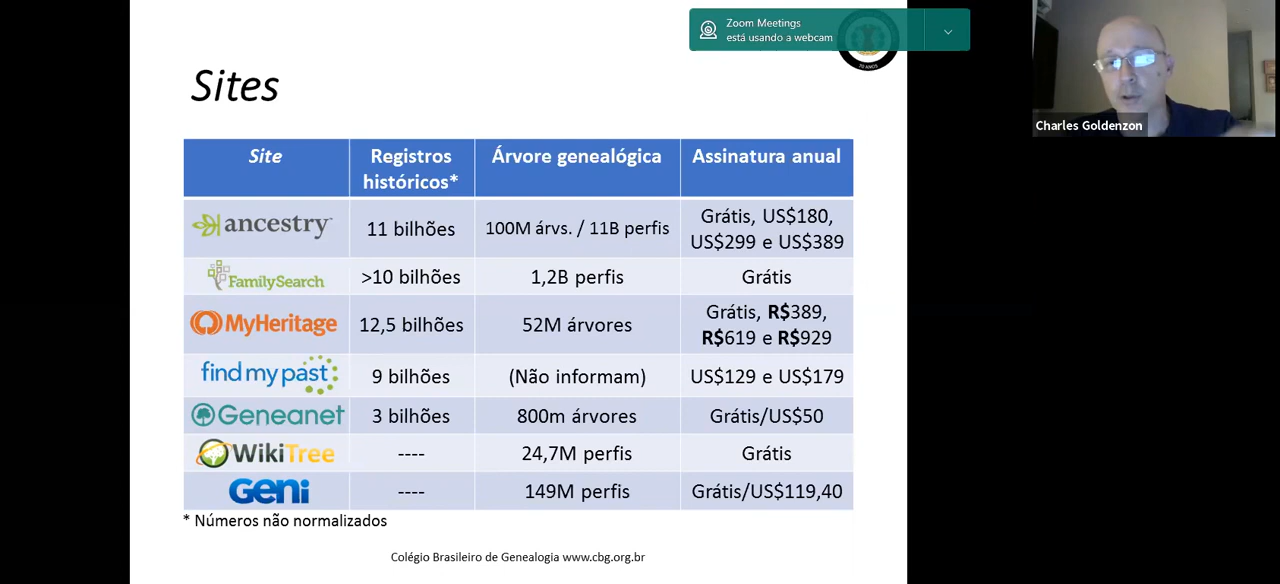 Zoom Meetings
está usando a webcam
70 ANOS
Charles Goldenzon
Sites
Site
Registros
históricos*
Árvore genealógica
Assinatura anual
ancestry
11 bilhões
100M árvs. / 11B perfis
Grátis, US$180,
US$299 e US$389
FamilySearch
>10 bilhões
1,2B perfis
Grátis
MyHeritage
12,5 bilhões
52M árvores
Grátis, R$389,
R$619 e R$929
findmypast
9 bilhões
(Não informam)
US$129 e US$179
Geneanet
3 bilhões
800m árvores
Grátis/US$50
WikiTree
----
24,7M perfis
Grátis
Geni
----
149M perfis
Grátis/US$119,40
* Números não normalizados
Colégio Brasileiro de Genealogia www.cbg.org.br